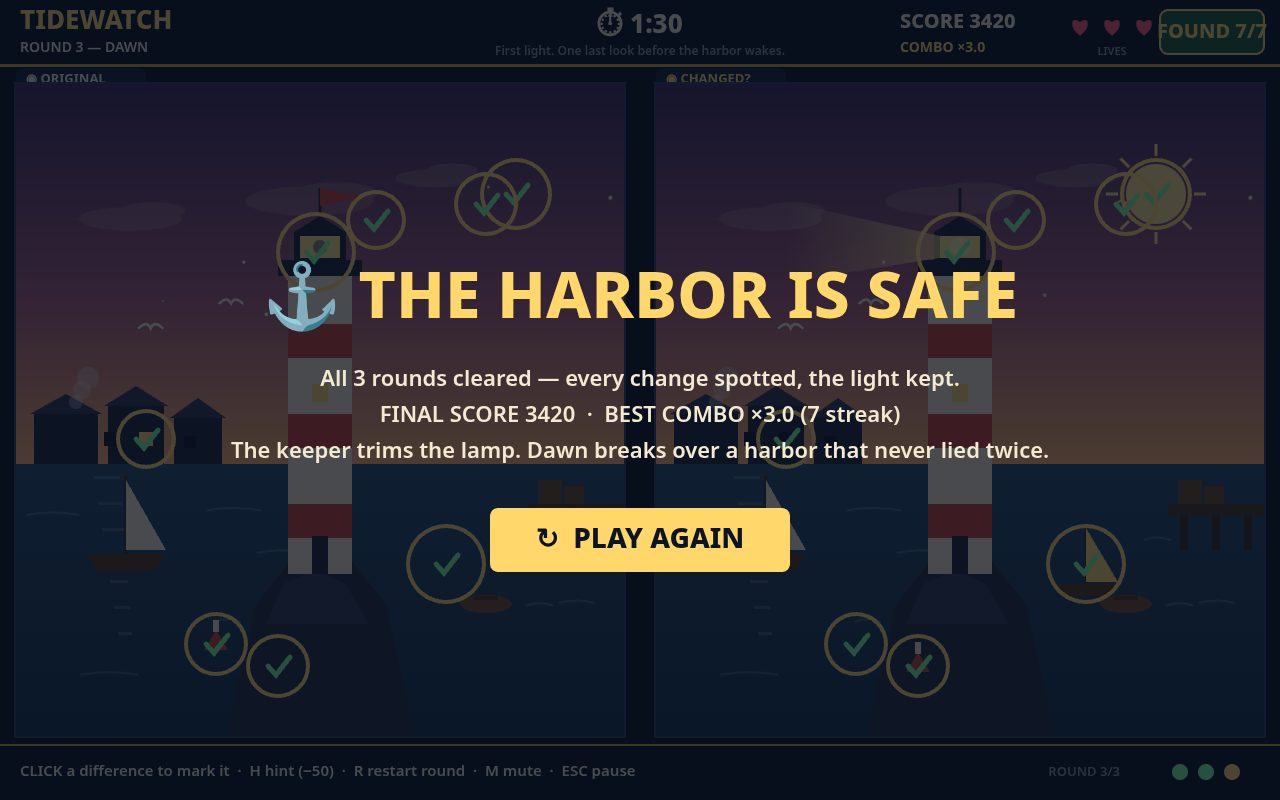 TIDEWATCH
ROUND 3 — DAWN
1:30
First light. One last look before the harbor wakes.
SCORE 3420
COMBO ×3.0
LIVES
FOUND 7/7
◉ ORIGINAL
◉ CHANGED?
THE HARBOR IS SAFE
All 3 rounds cleared — every change spotted, the light kept.
FINAL SCORE 3420 · BEST COMBO ×3.0 (7 streak)
The keeper trims the lamp. Dawn breaks over a harbor that never lied twice.
↻ PLAY AGAIN
CLICK a difference to mark it · H hint (−50) · R restart round · M mute · ESC pause
ROUND 3/3